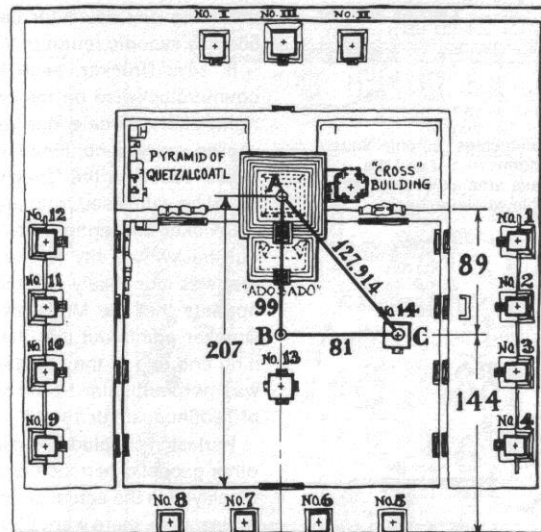 NO. NO. NO.
PYRAMID OF
QUETZALCOATL
A
"CROSS"
BUILDING
No. 12
No. 1
127.914
No. 11
No. 2
89
"ADOSADO"
99
No. 14
B
C
207
81
No. 10
No. 3
No. 13
144
No. 9
No. 4
No. 8
No. 7
No. 6
No. 5